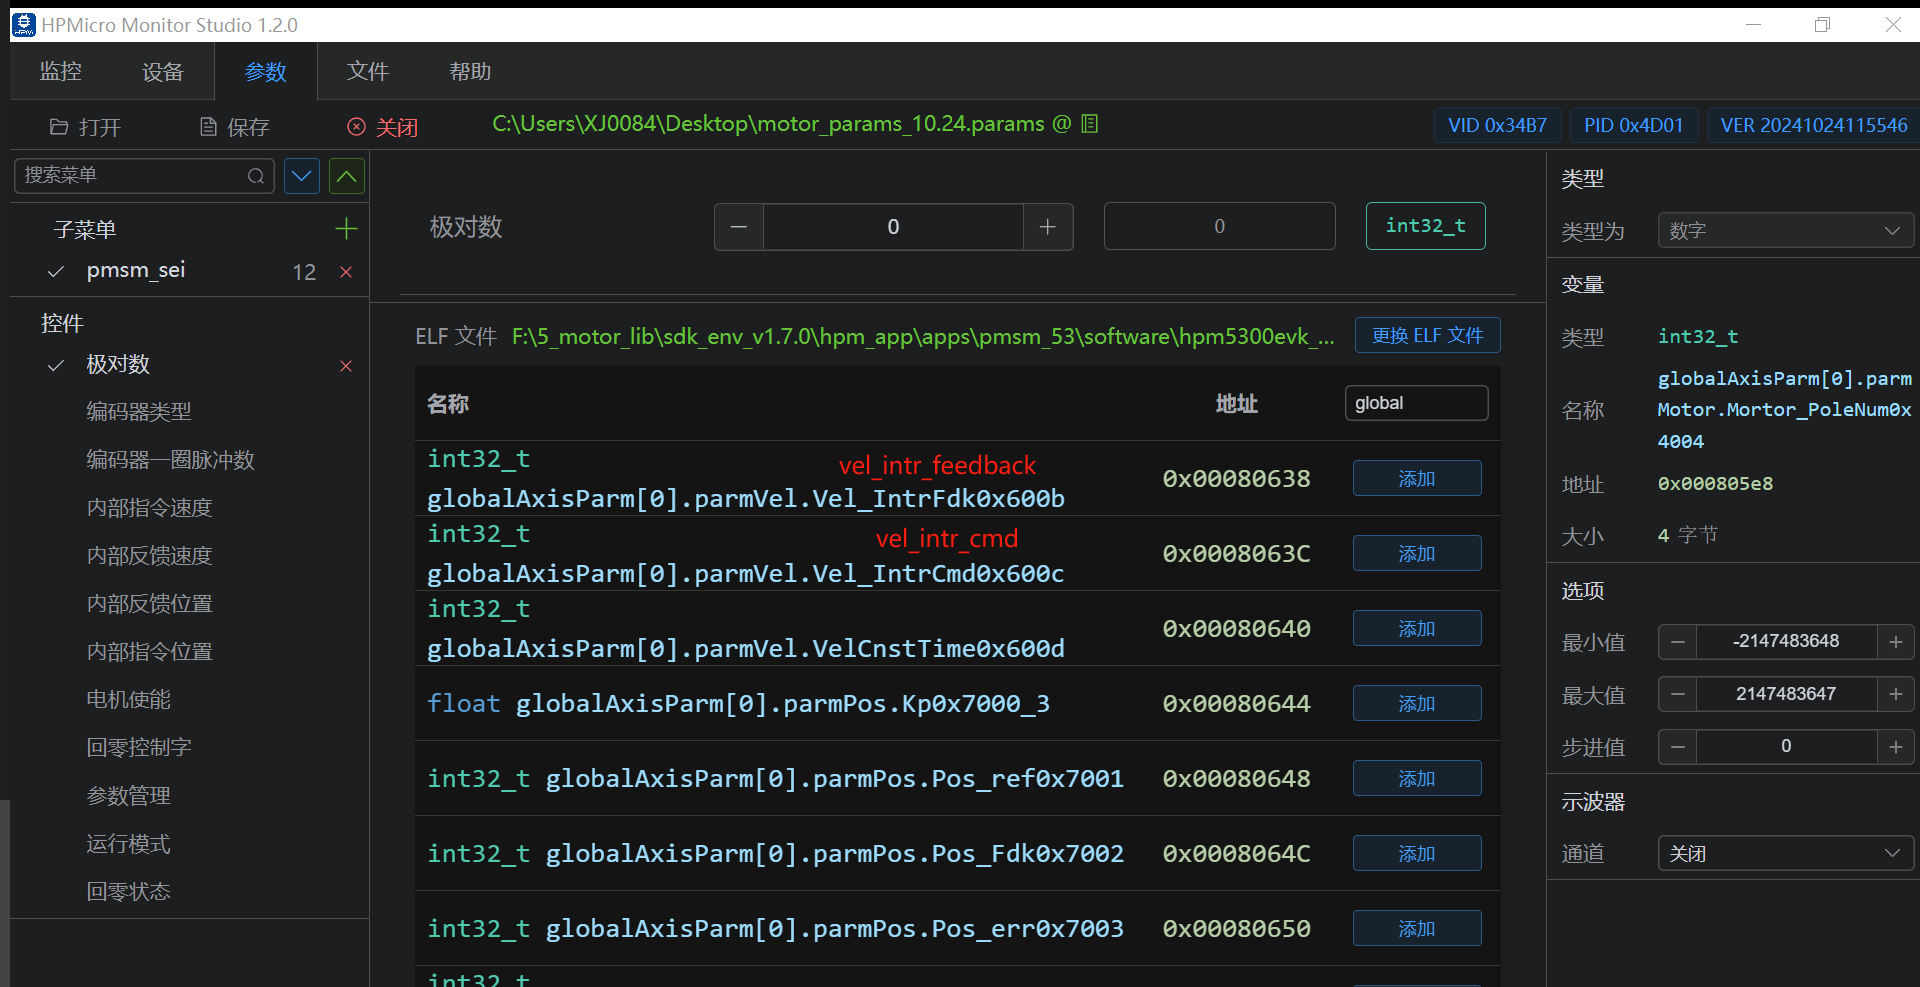 HPMicro Monitor Studio 1.2.0
监控 设备 参数 文件 帮助
打开 保存 关闭 C:\Users\XJ0084\Desktop\motor_params_10.24.params @ VID 0x34B7 PID 0x4D01 VER 20241024115546
搜索菜单
子菜单
pmsm_sei 12
控件
极对数
编码器类型
编码器一圈脉冲数
内部指令速度
内部反馈速度
内部反馈位置
内部指令位置
电机使能
回零控制字
参数管理
运行模式
回零状态
极对数 0 0 int32_t
ELF 文件 F:\5_motor_lib\sdk_env_v1.7.0\hpm_app\apps\pmsm_53\software\hpm5300evk_... 更换 ELF 文件
名称 地址 global
int32_t
vel_intr_feedback
globalAxisParm[0].parmVel.Vel_IntrFdk0x600b 0x00080638 添加
int32_t
vel_intr_cmd
globalAxisParm[0].parmVel.Vel_IntrCmd0x600c 0x0008063C 添加
int32_t
globalAxisParm[0].parmVel.VelCnstTime0x600d 0x00080640 添加
float globalAxisParm[0].parmPos.Kp0x7000_3 0x00080644 添加
int32_t globalAxisParm[0].parmPos.Pos_ref0x7001 0x00080648 添加
int32_t globalAxisParm[0].parmPos.Pos_Fdk0x7002 0x0008064C 添加
int32_t globalAxisParm[0].parmPos.Pos_err0x7003 0x00080650 添加
int32_t
类型
类型为 数字
变量
类型 int32_t
名称 globalAxisParm[0].parm
Motor.Mortor_PoleNum0x
4004
地址 0x000805e8
大小 4 字节
选项
最小值 -2147483648
最大值 2147483647
步进值 0
示波器
通道 关闭